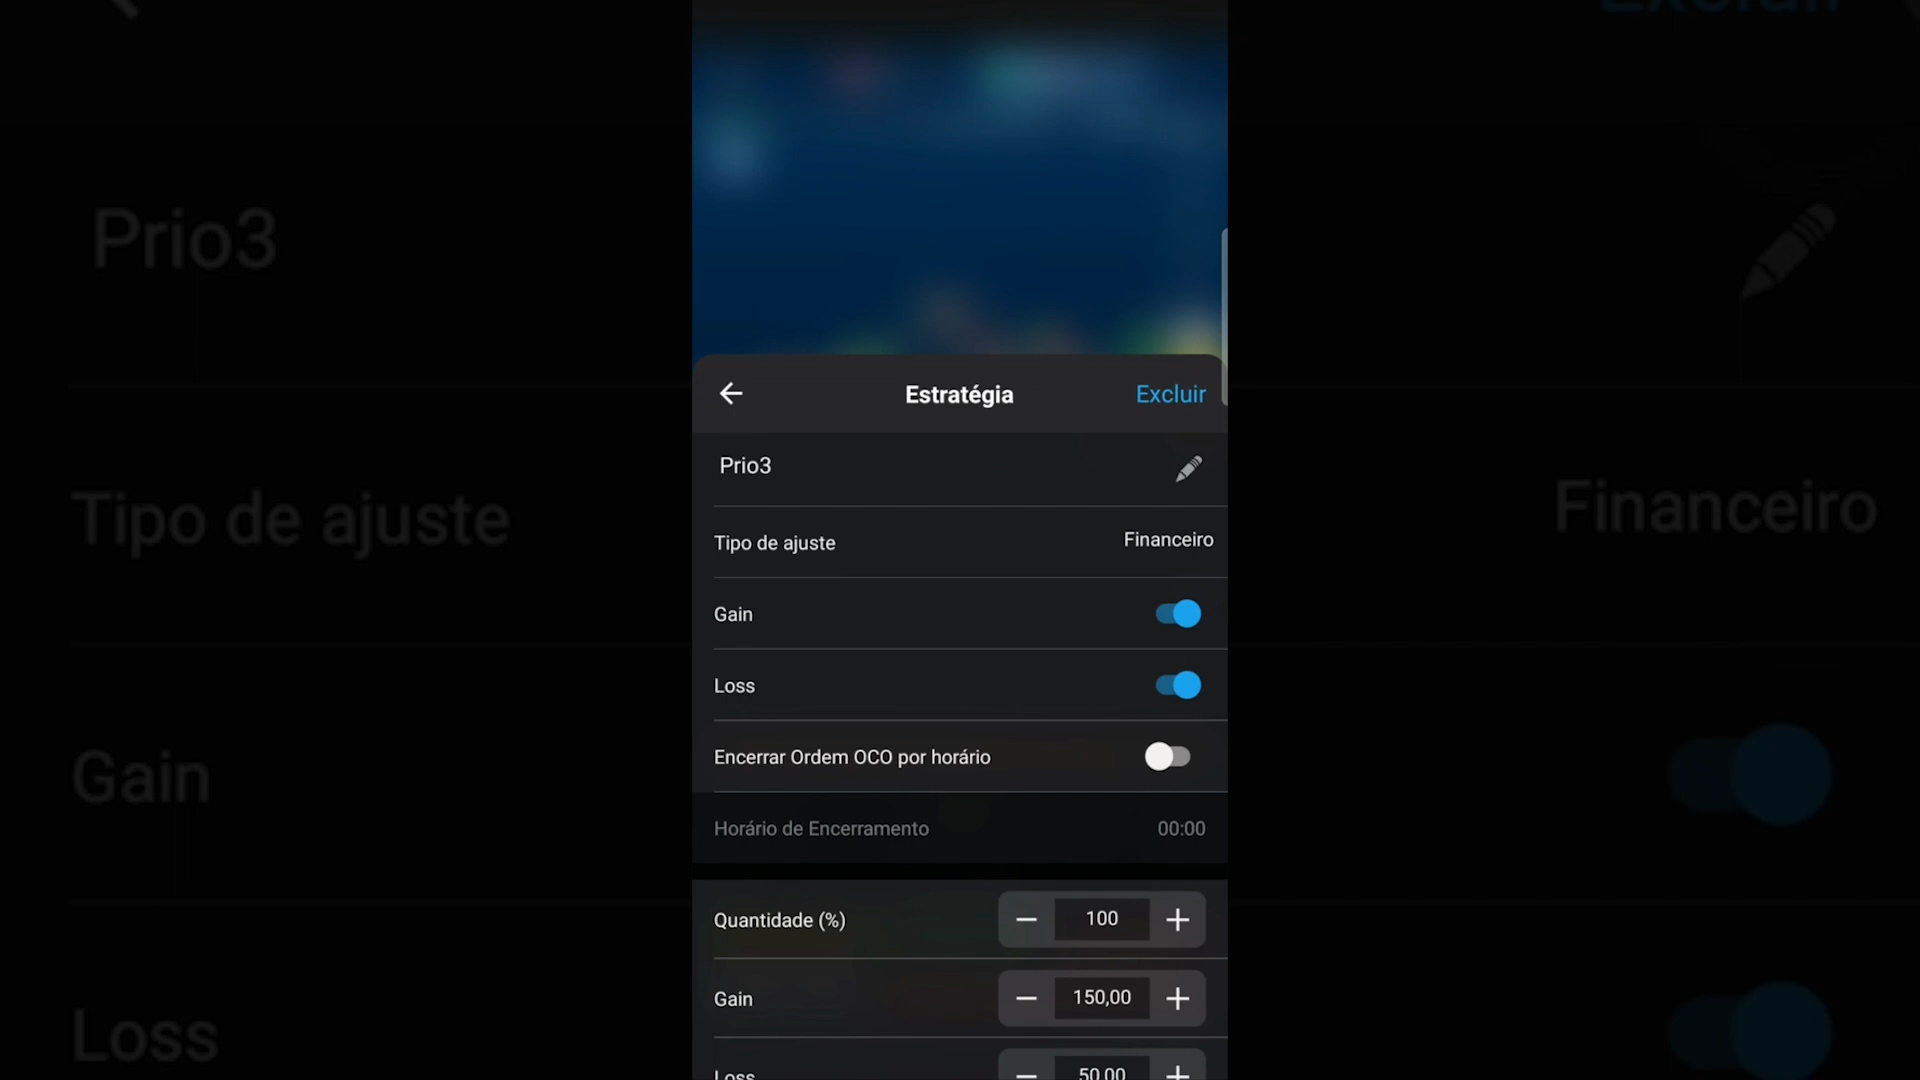 Estratégia
Excluir
Prio3
Tipo de ajuste
Financeiro
Gain
Loss
Encerrar Ordem OCO por horário
Horário de Encerramento
00:00
Quantidade (%)
100
Gain
150,00
Loss
50,00
Excluir
Prio3
Tipo de ajuste
Financeiro
Gain
Loss